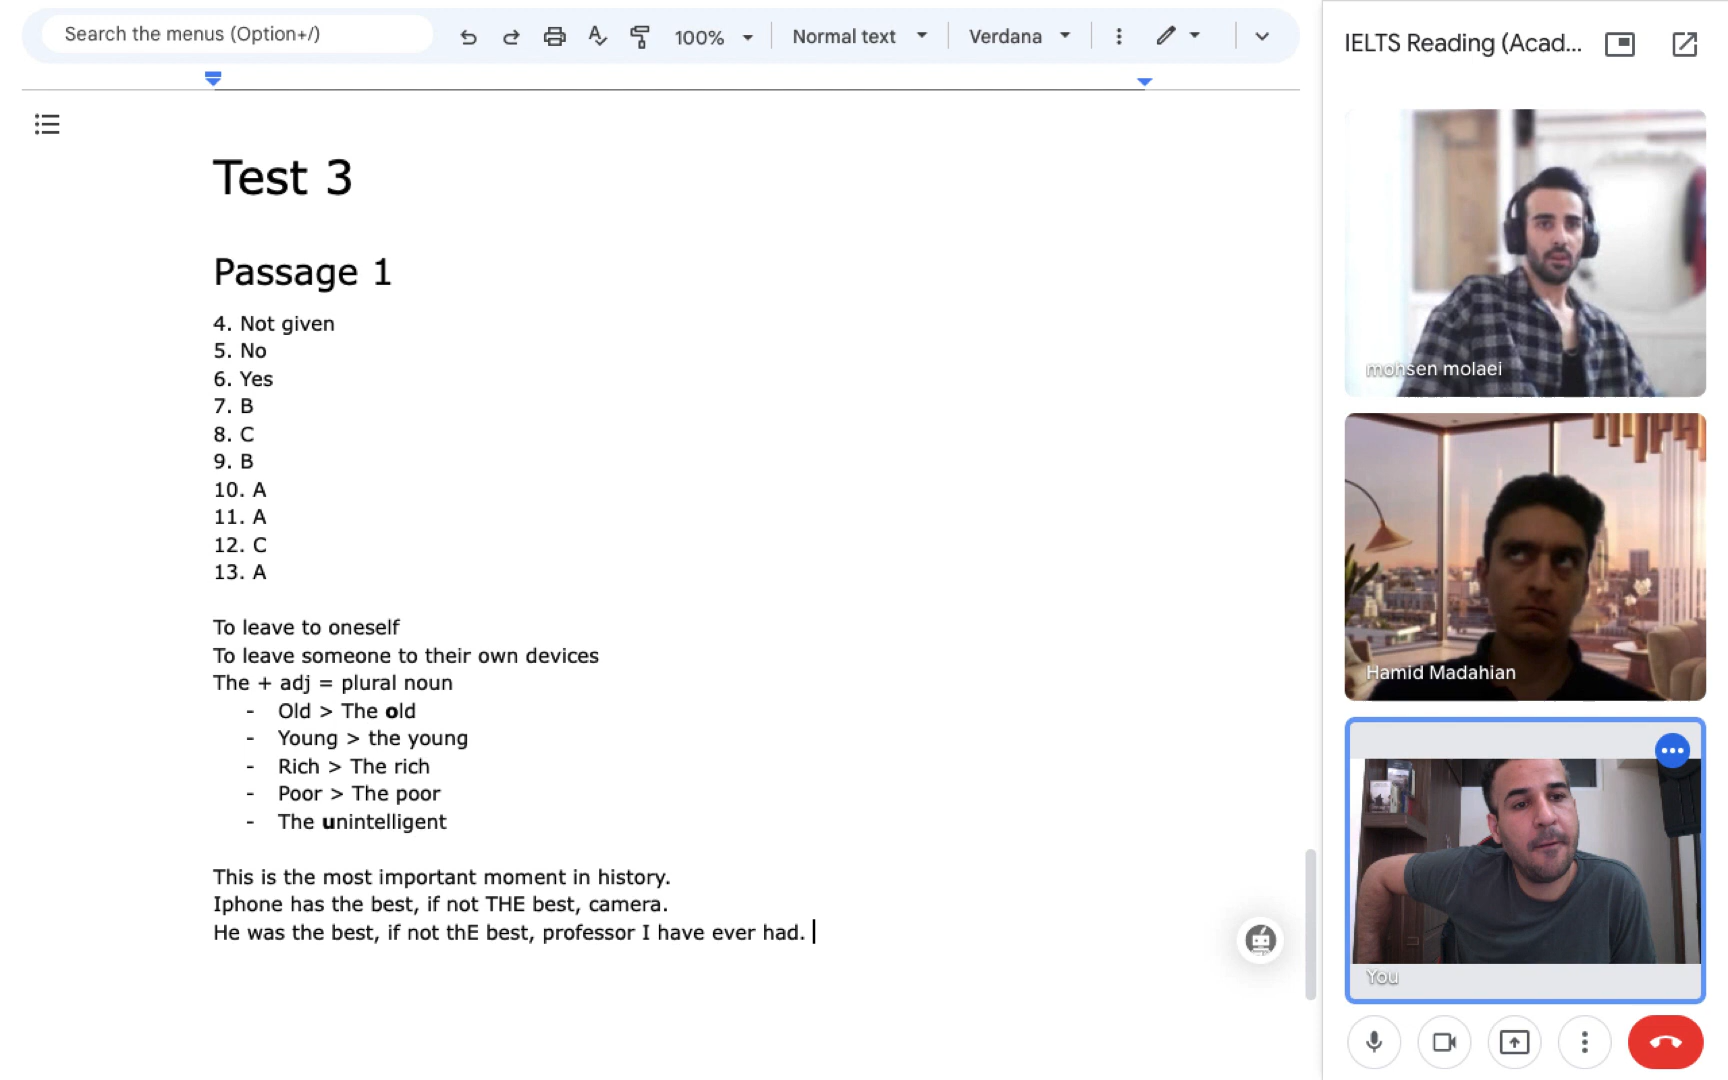 Search the menus (Option+/)
100%
Normal text
Verdana
IELTS Reading (Acad...
Test 3
Passage 1
4. Not given
5. No
6. Yes
7. B
8. C
9. B
10. A
11. A
12. C
13. A
To leave to oneself
To leave someone to their own devices
The + adj = plural noun
- Old > The old
- Young > the young
- Rich > The rich
- Poor > The poor
- The unintelligent
This is the most important moment in history.
Iphone has the best, if not THE best, camera.
He was the best, if not thE best, professor I have ever had.
mohsen molaei
Hamid Madahian
You